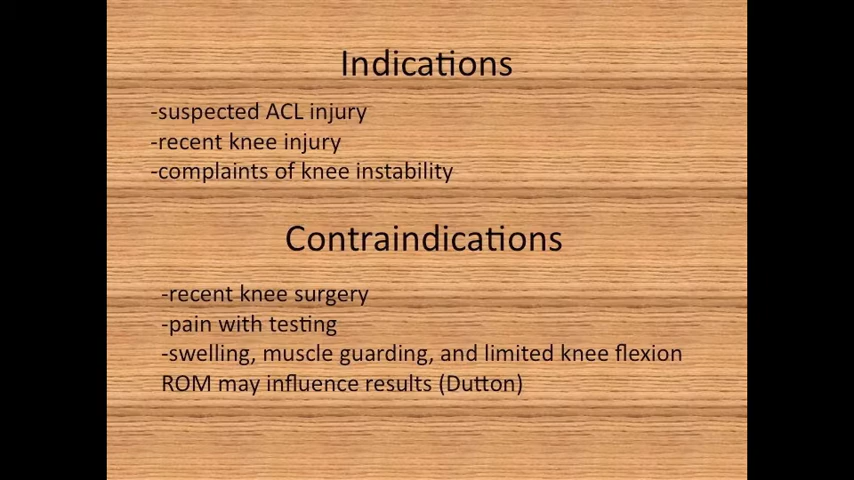 Indications
-suspected ACL injury
-recent knee injury
-complaints of knee instability
Contraindications
-recent knee surgery
-pain with testing
-swelling, muscle guarding, and limited knee flexion
ROM may influence results (Dutton)